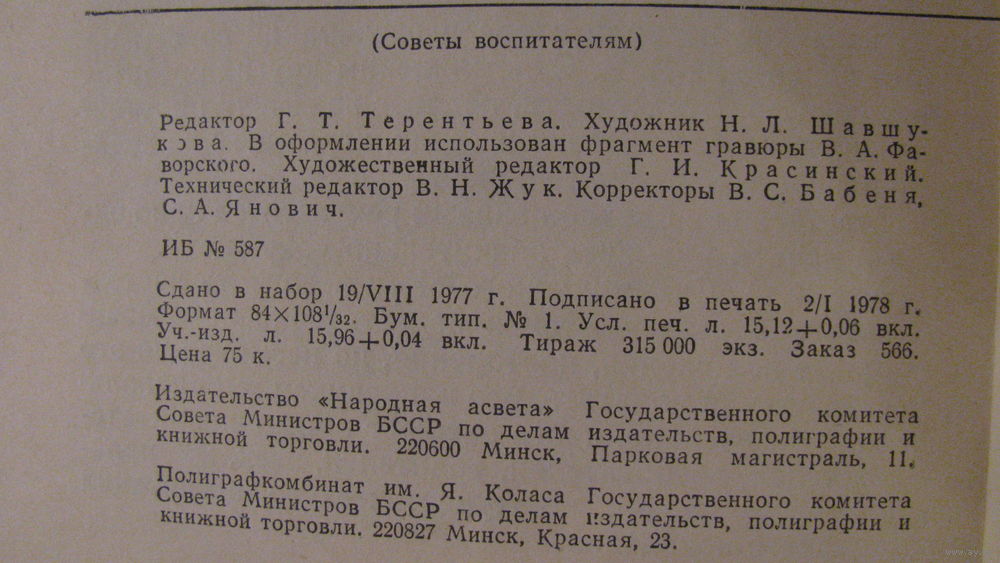 (Советы воспитателям)
Редактор Г. Т. Терентьева. Художник Н. Л. Шавшу-
кова. В оформлении использован фрагмент гравюры В. А. Фа-
ворского. Художественный редактор Г. И. Красинский.
Технический редактор В. Н. Жук. Корректоры В. С. Бабеня,
С. А. Янович.
ИБ № 587
Сдано в набор 19/VIII 1977 г. Подписано в печать 2/I 1978 г.
Формат 84×108¹/₃₂. Бум. тип. № 1. Усл. печ. л. 15,12+0,06 вкл.
Уч.-изд. л. 15,96+0,04 вкл. Тираж 315 000 экз. Заказ 566.
Цена 75 к.
Издательство «Народная асвета» Государственного комитета
Совета Министров БССР по делам издательств, полиграфии и
книжной торговли. 220600 Минск, Парковая магистраль, 11.
Полиграфкомбинат им. Я. Коласа Государственного комитета
Совета Министров БССР по делам издательств, полиграфии и
книжной торговли. 220827 Минск, Красная, 23.